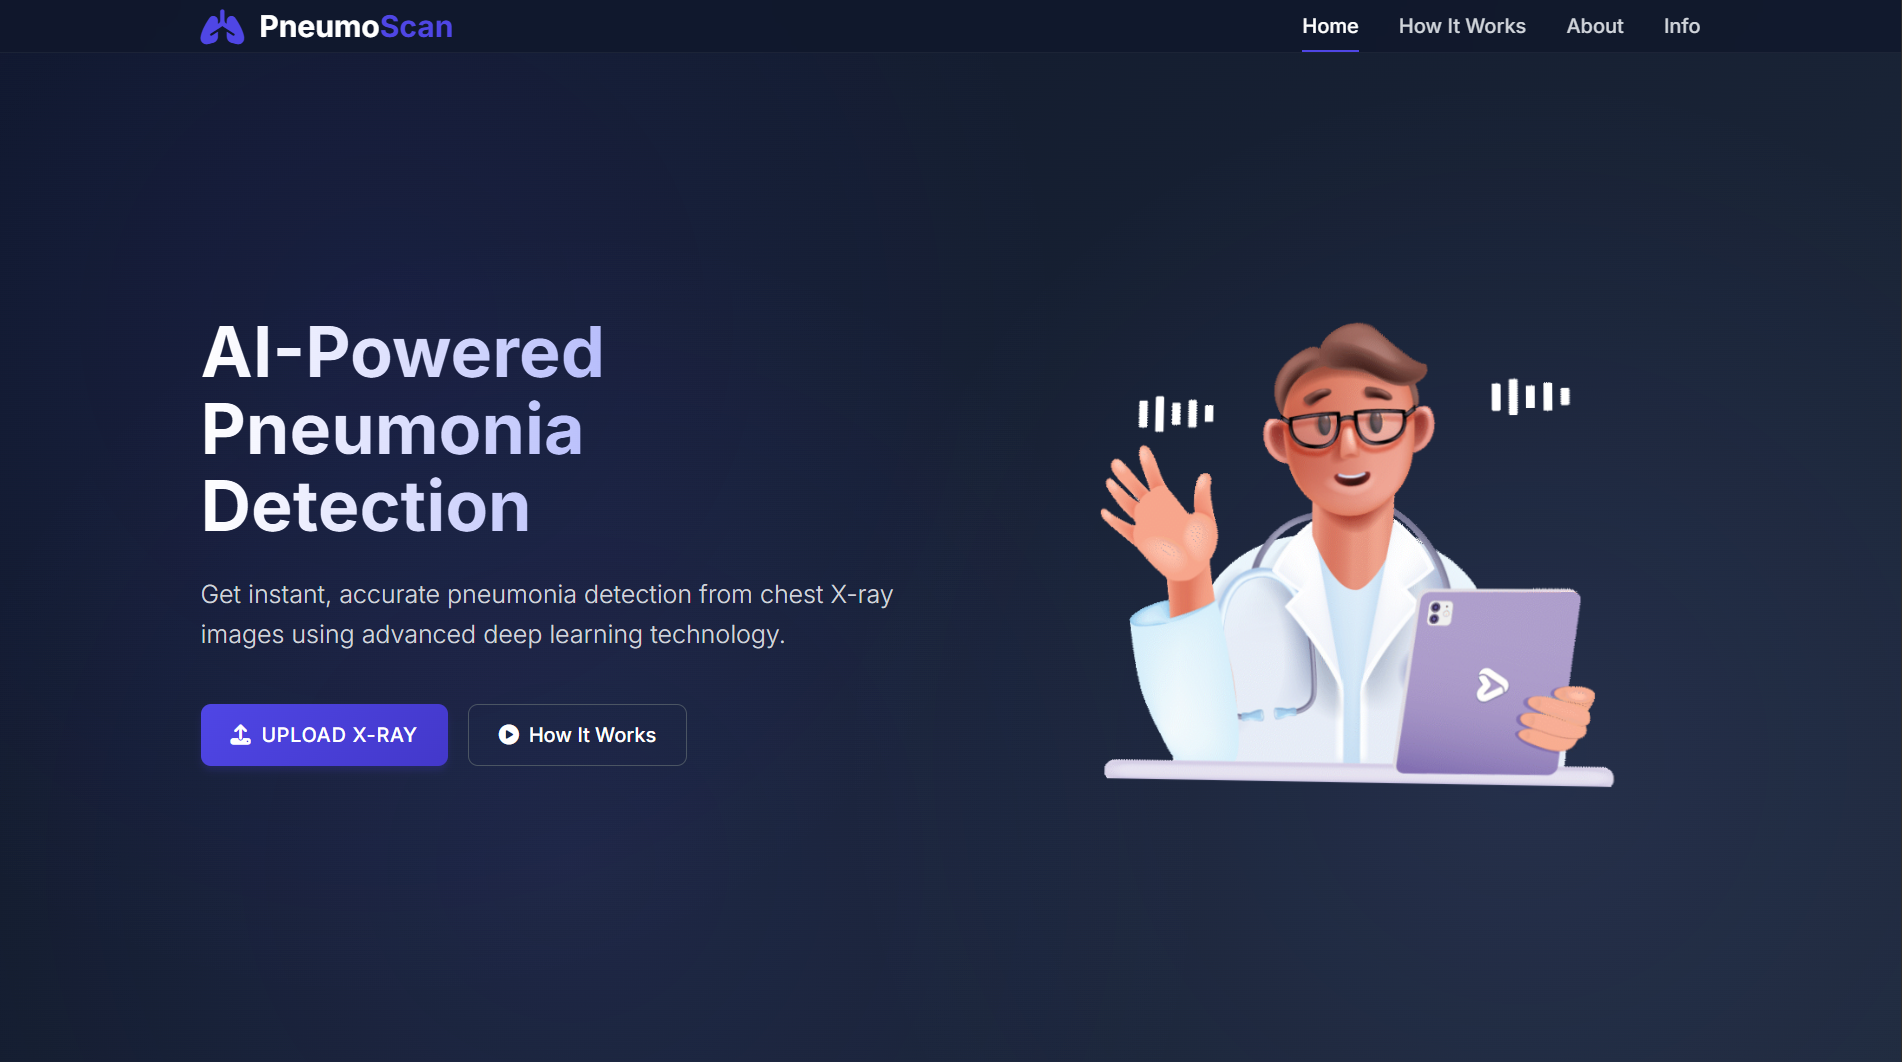 PneumoScan
Home
How It Works
About
Info
AI-Powered
Pneumonia
Detection
Get instant, accurate pneumonia detection from chest X-ray
images using advanced deep learning technology.
UPLOAD X-RAY
How It Works